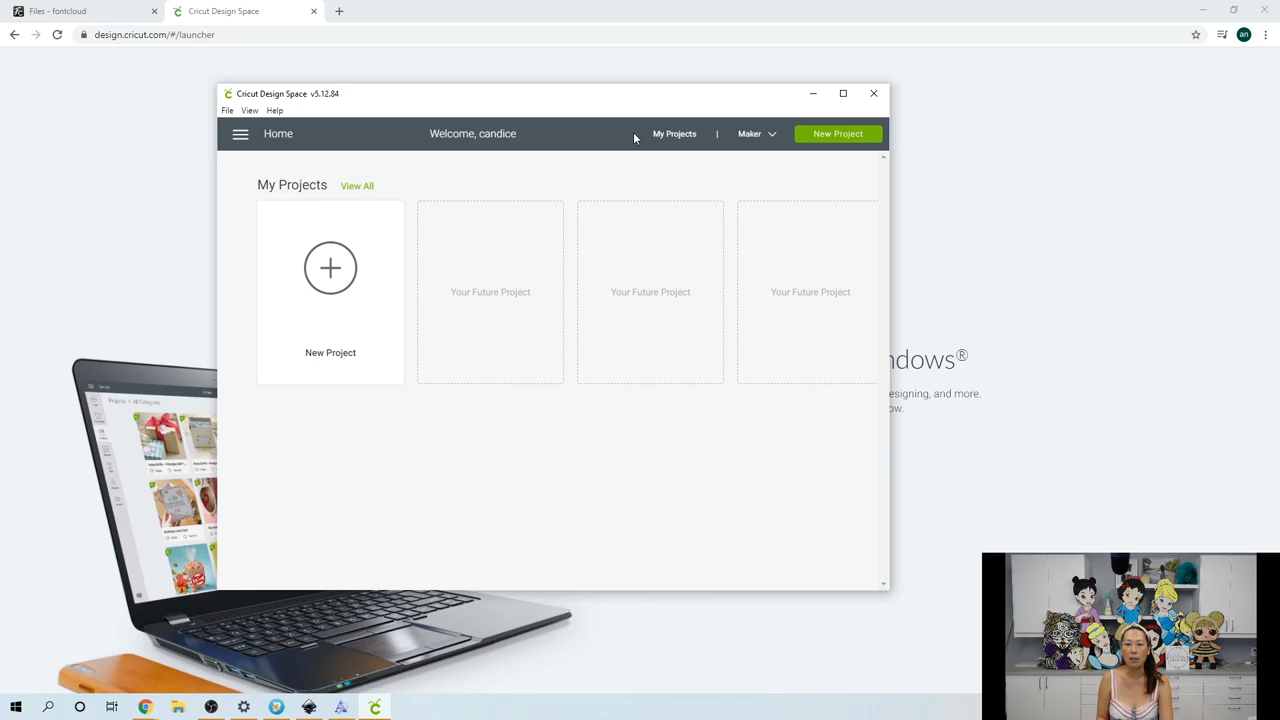 Files - fontcloud
Cricut Design Space
design.cricut.com/#/launcher
an
Cricut Design Space v5.12.84
File View Help
Home
Welcome, candice
My Projects | Maker
New Project
My Projects View All
New Project
Your Future Project
Your Future Project
Your Future Project
ndows®
esigning, and more.
ow.